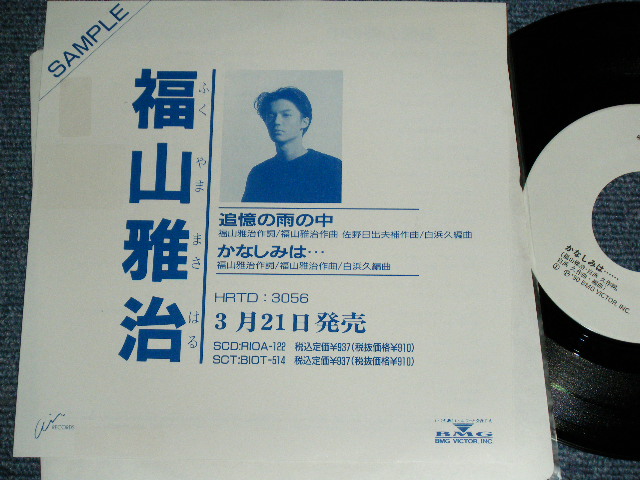 SAMPLE
福山雅治
ふくやままさはる
追憶の雨の中
福山雅治作詞/福山雅治作曲 佐野日出夫補作曲/白浜久編曲
かなしみは…
福山雅治作詞/福山雅治作曲/白浜久編曲
HRTD:3056
3月21日発売
SCD:RIOA-122 税込定価¥937(税抜価格¥910)
SCT:BIOT-514 税込定価¥937(税抜価格¥910)
RECORDS
BMG
BMG VICTOR, INC.
かなしみは……
'90 BMG VICTOR INC.